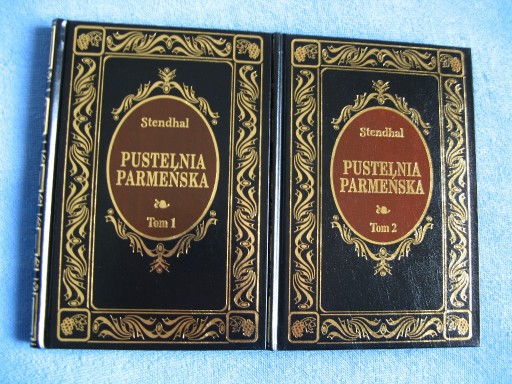 Stendhal
PUSTELNIA
PARMEŃSKA
Tom 1
Stendhal
PUSTELNIA
PARMEŃSKA
Tom 2